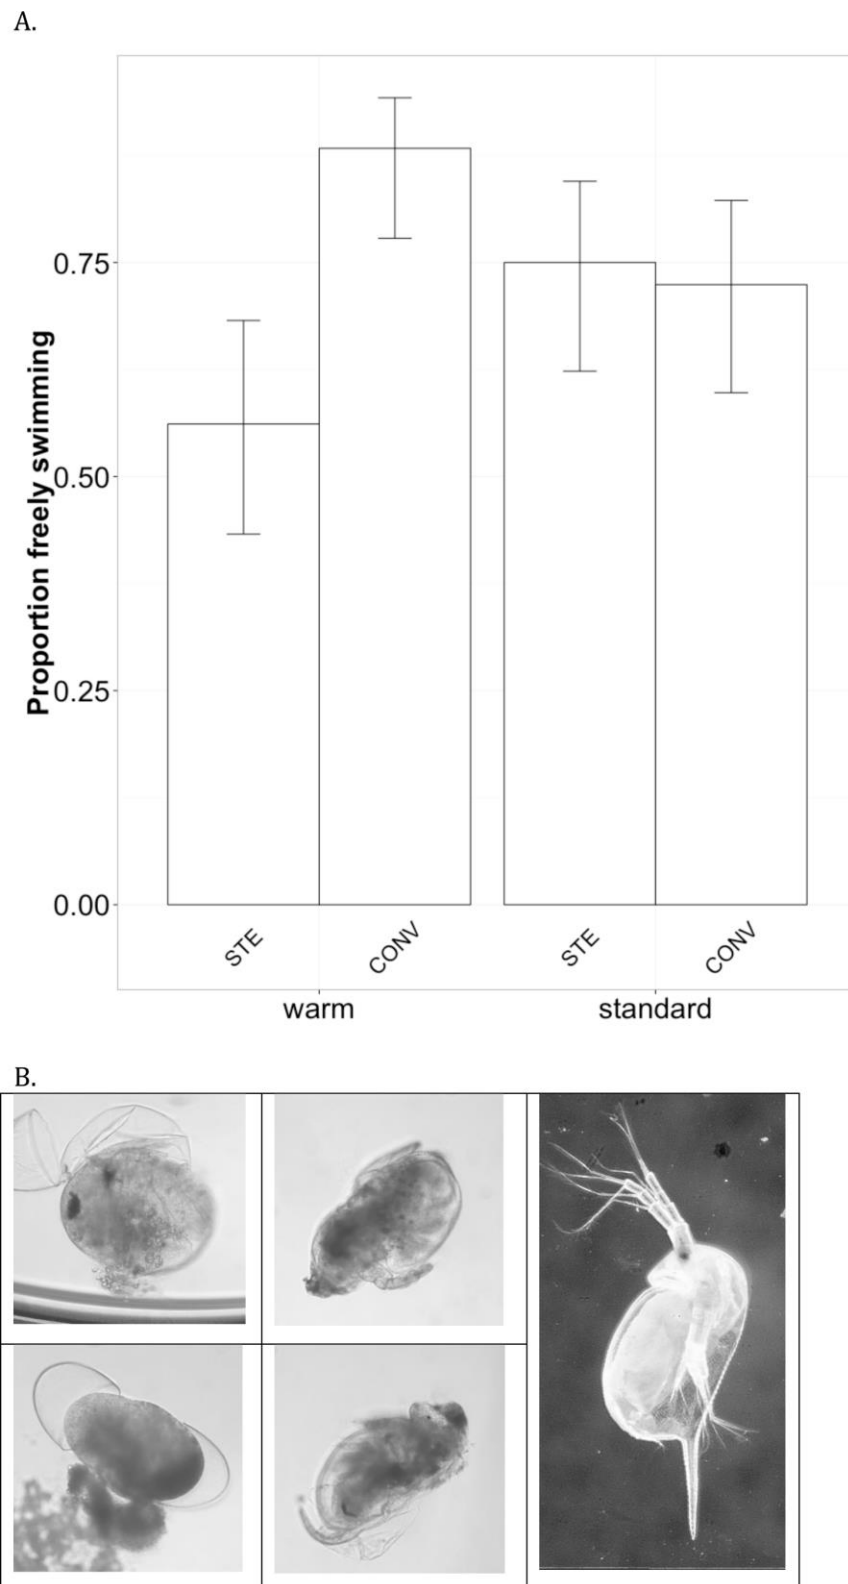 A.
Proportion freely swimming
0.75
0.50
0.25
0.00
STE
CONV
STE
CONV
warm
standard
B.